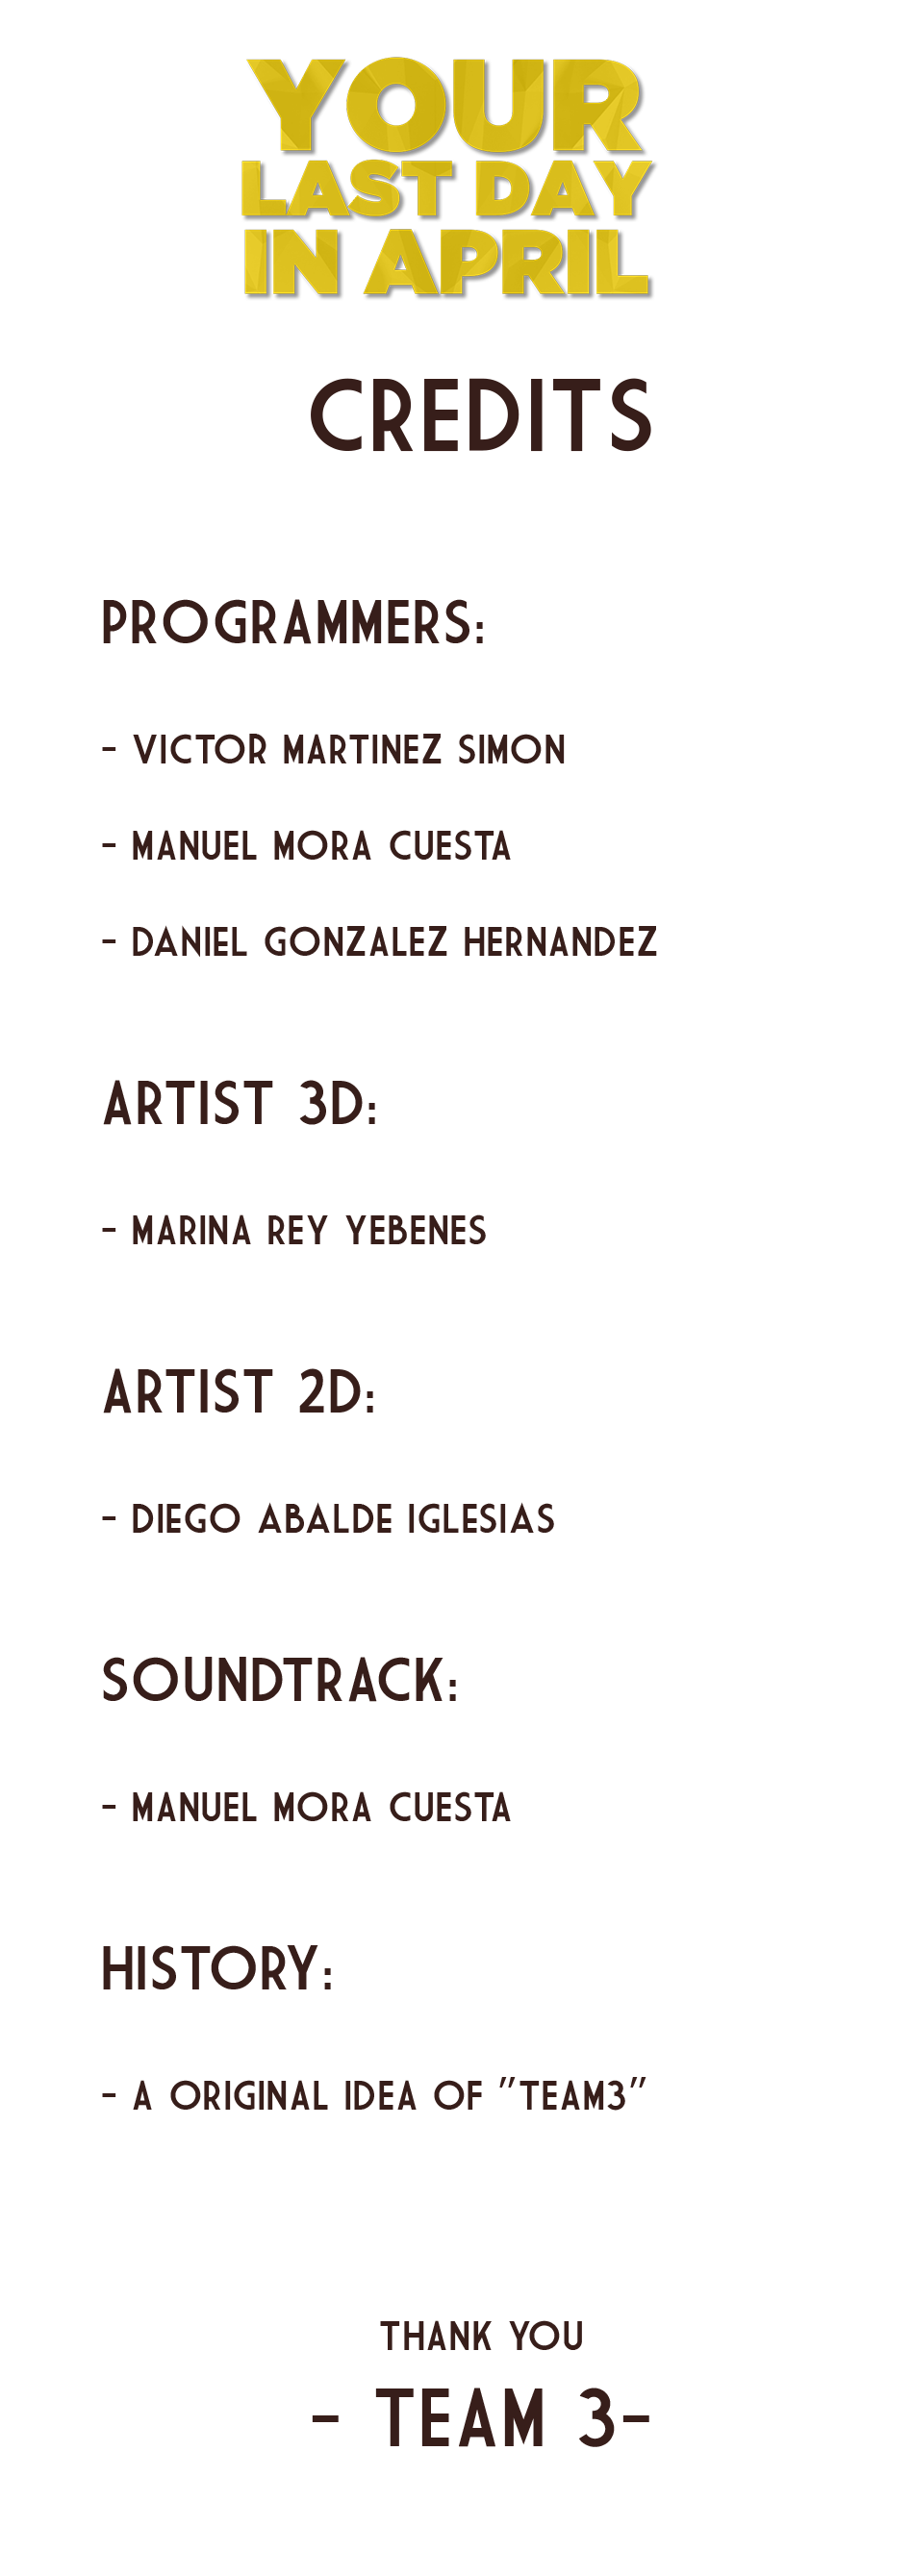 YOUR
LAST DAY
IN APRIL
CREDITS
PROGRAMMERS:
- VICTOR MARTINEZ SIMON
- MANUEL MORA CUESTA
- DANIEL GONZALEZ HERNANDEZ
ARTIST 3D:
- MARINA REY YEBENES
ARTIST 2D:
- DIEGO ABALDE IGLESIAS
SOUNDTRACK:
- MANUEL MORA CUESTA
HISTORY:
- A ORIGINAL IDEA OF "TEAM3"
THANK YOU
- TEAM 3-